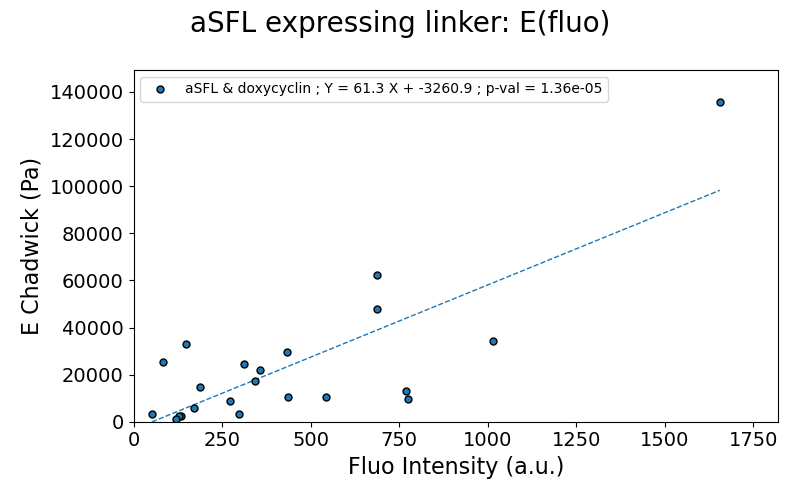 aSFL expressing linker: E(fluo)
aSFL & doxycyclin ; Y = 61.3 X + -3260.9 ; p-val = 1.36e-05
140000
120000
100000
80000
60000
40000
20000
0
E Chadwick (Pa)
0 250 500 750 1000 1250 1500 1750
Fluo Intensity (a.u.)